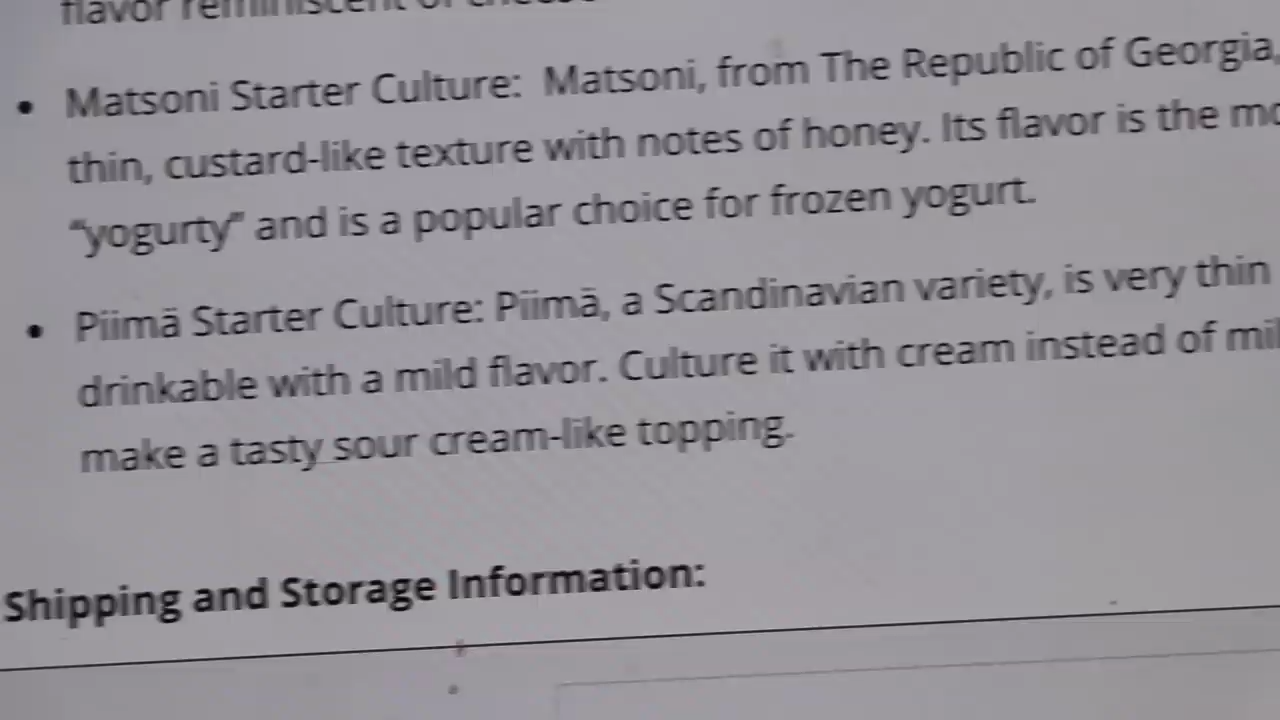 flavor reminiscent of
• Matsoni Starter Culture:  Matsoni, from The Republic of Georgia,
thin, custard-like texture with notes of honey. Its flavor is the
“yogurty” and is a popular choice for frozen yogurt.
• Piimä Starter Culture: Piimä, a Scandinavian variety, is very thin
drinkable with a mild flavor. Culture it with cream instead of
make a tasty sour cream-like topping.
Shipping and Storage Information: